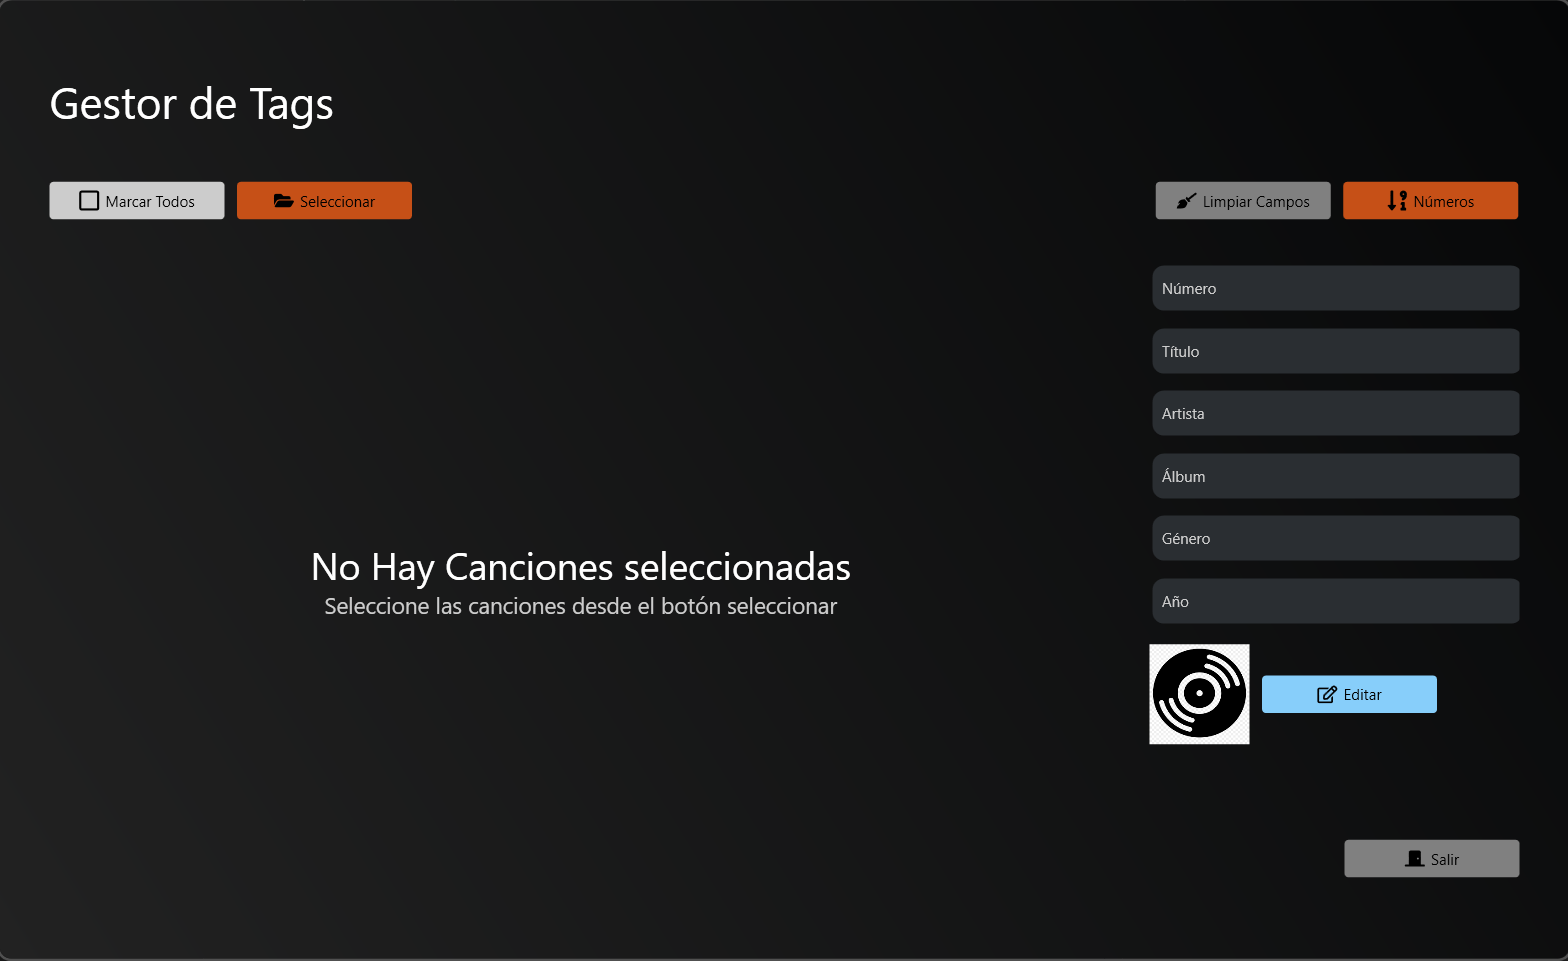 Gestor de Tags
Marcar Todos
Seleccionar
Limpiar Campos
Números
Número
Título
Artista
Álbum
Género
Año
No Hay Canciones seleccionadas
Seleccione las canciones desde el botón seleccionar
Editar
Salir